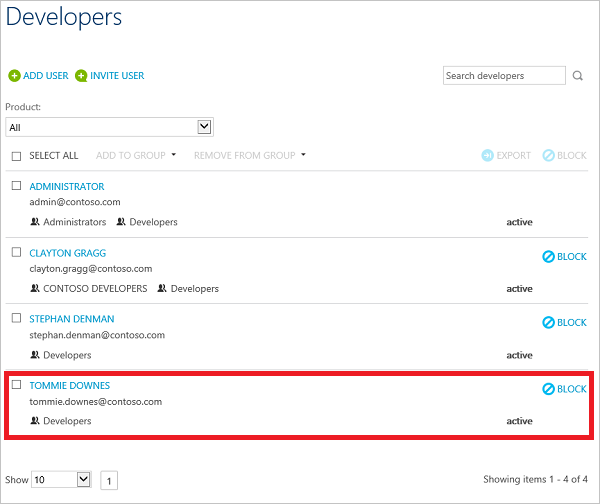 Developers
ADD USER INVITE USER Search developers
Product:
All
SELECT ALL ADD TO GROUP REMOVE FROM GROUP EXPORT BLOCK
ADMINISTRATOR
admin@contoso.com
Administrators Developers active
CLAYTON GRAGG BLOCK
clayton.gragg@contoso.com
CONTOSO DEVELOPERS Developers active
STEPHAN DENMAN BLOCK
stephan.denman@contoso.com
Developers active
TOMMIE DOWNES BLOCK
tommie.downes@contoso.com
Developers active
Show 10 1 Showing items 1 - 4 of 4